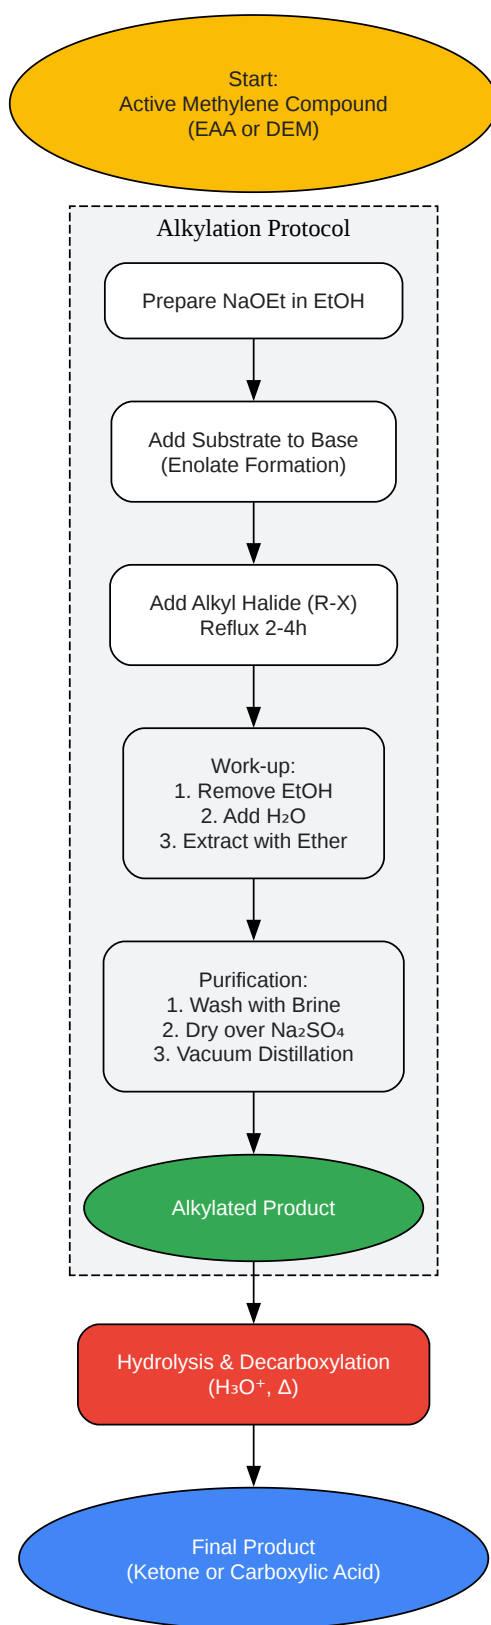 Start:
Active Methylene Compound
(EAA or DEM)
Alkylation Protocol
Prepare NaOEt in EtOH
Add Substrate to Base
(Enolate Formation)
Add Alkyl Halide (R-X)
Reflux 2-4h
Work-up:
1. Remove EtOH
2. Add H₂O
3. Extract with Ether
Purification:
1. Wash with Brine
2. Dry over Na₂SO₄
3. Vacuum Distillation
Alkylated Product
Hydrolysis & Decarboxylation
(H₃O⁺, Δ)
Final Product
(Ketone or Carboxylic Acid)